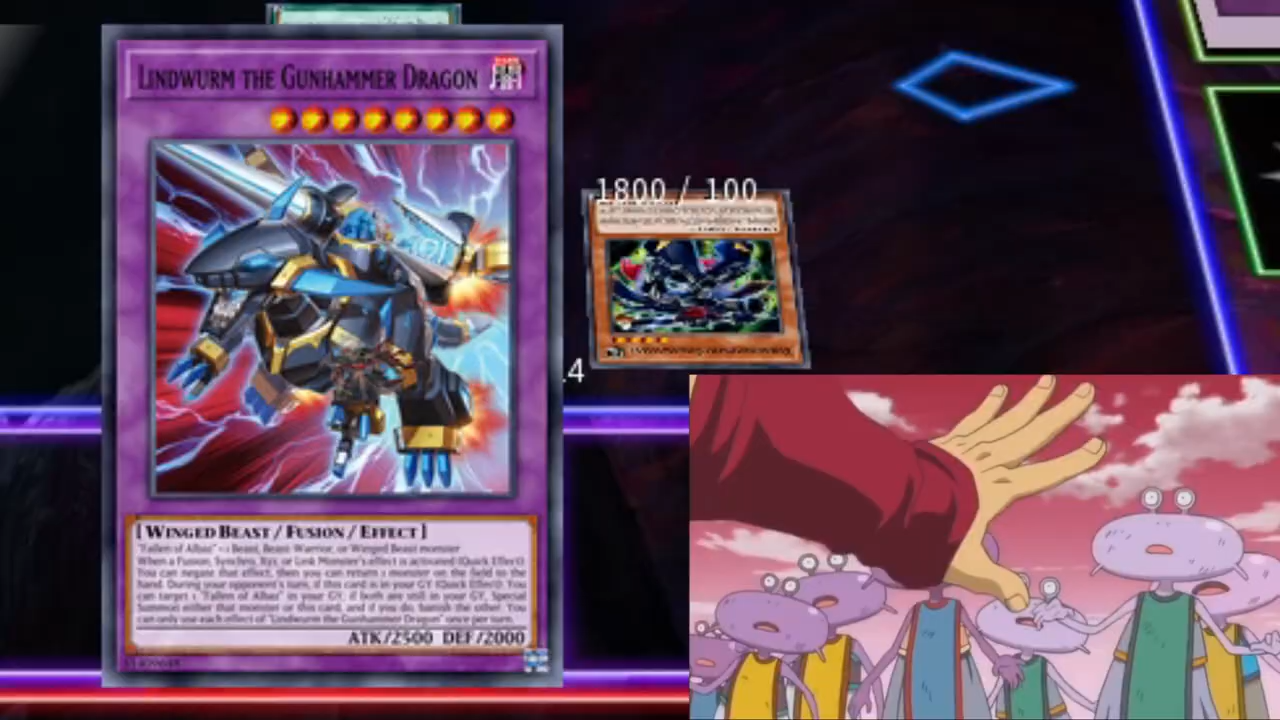 LINDWURM THE GUNHAMMER DRAGON
1800 / 100
14
[ WINGED BEAST / FUSION / EFFECT ]
"Fallen of Albaz" + 1 Beast, Beast-Warrior, or Winged Beast monster
When a Fusion, Synchro, Xyz, or Link Monster's effect is activated (Quick Effect):
You can negate that effect, then you can return 1 monster on the field to the
hand. During your opponent's turn, if this card is in your GY (Quick Effect): You
can target 1 "Fallen of Albaz" in your GY; if both are still in your GY, Special
Summon either that monster or this card, and if you do, banish the other. You
can only use each effect of "Lindwurm the Gunhammer Dragon" once per turn.
ATK/2500 DEF/2000